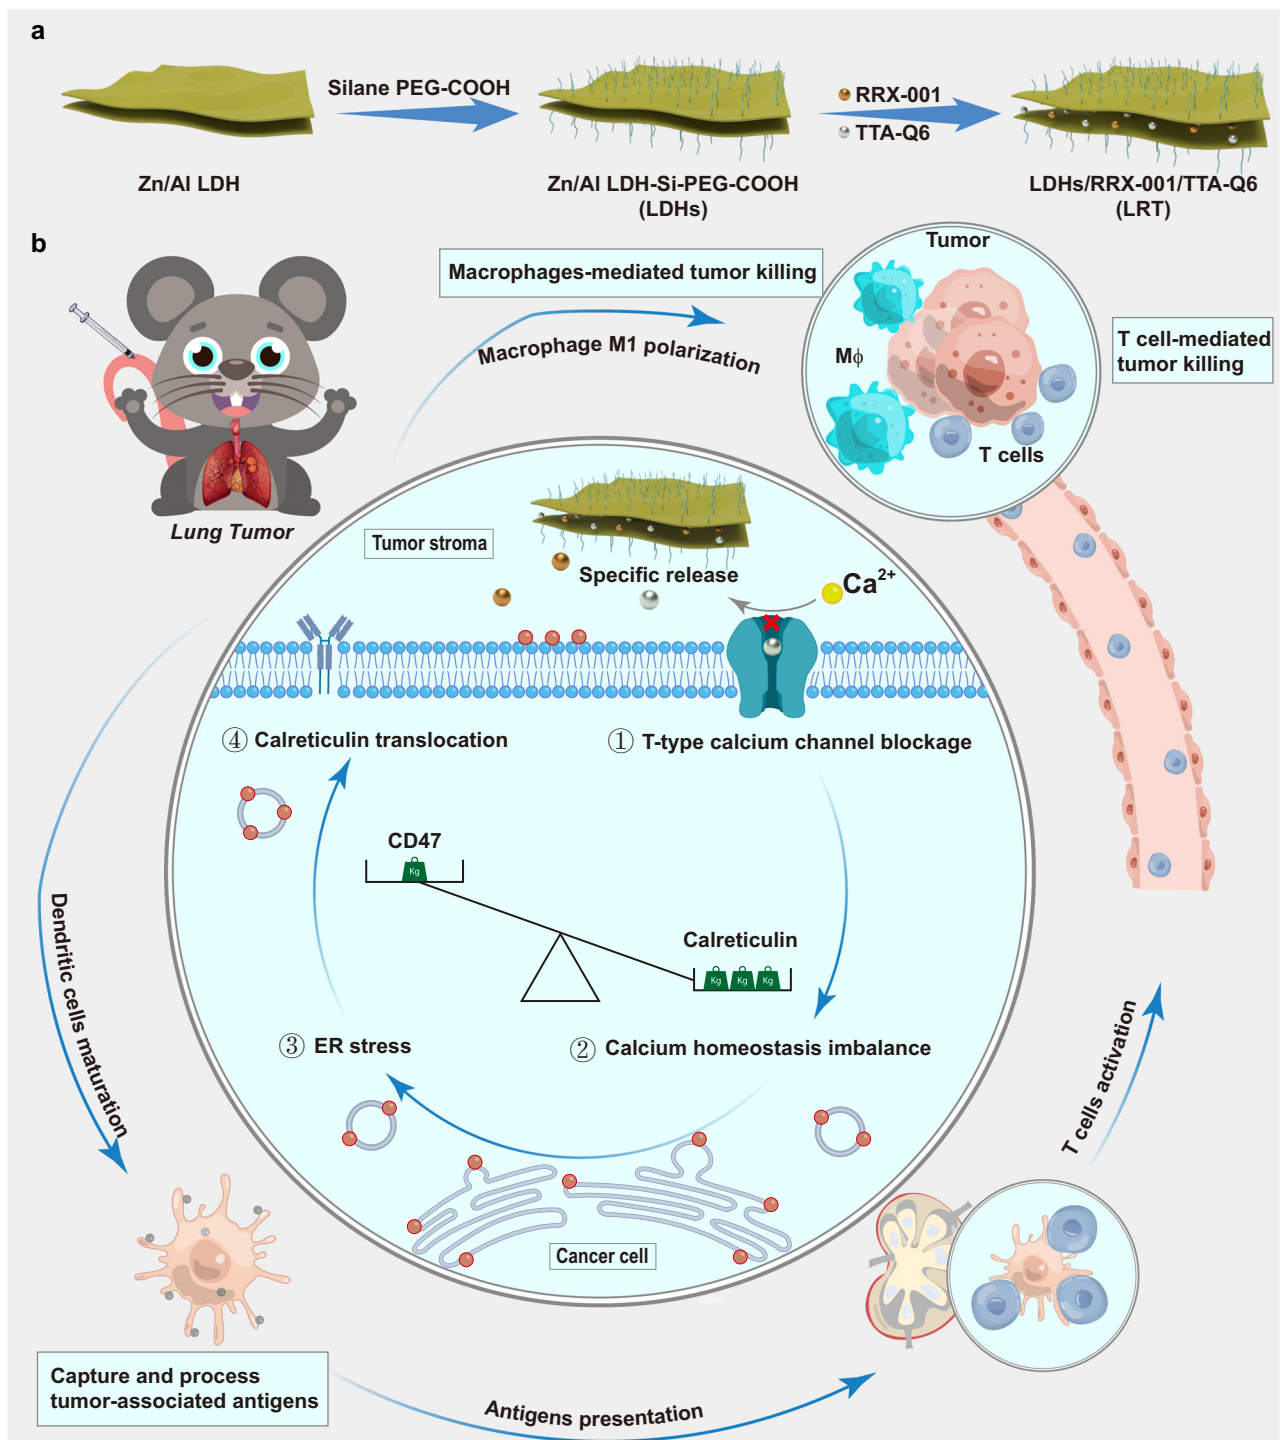 a
Silane PEG-COOH
RRX-001
TTA-Q6
Zn/Al LDH
Zn/Al LDH-Si-PEG-COOH
(LDHs)
LDHs/RRX-001/TTA-Q6
(LRT)
b
Macrophages-mediated tumor killing
Macrophage M1 polarization
Tumor
Mϕ
T cells
T cell-mediated
tumor killing
Lung Tumor
Tumor stroma
Specific release
Ca²⁺
④ Calreticulin translocation
① T-type calcium channel blockage
CD47
Kg
Calreticulin
Kg Kg Kg
③ ER stress
② Calcium homeostasis imbalance
Cancer cell
Dendritic cells maturation
T cells activation
Capture and process
tumor-associated antigens
Antigens presentation